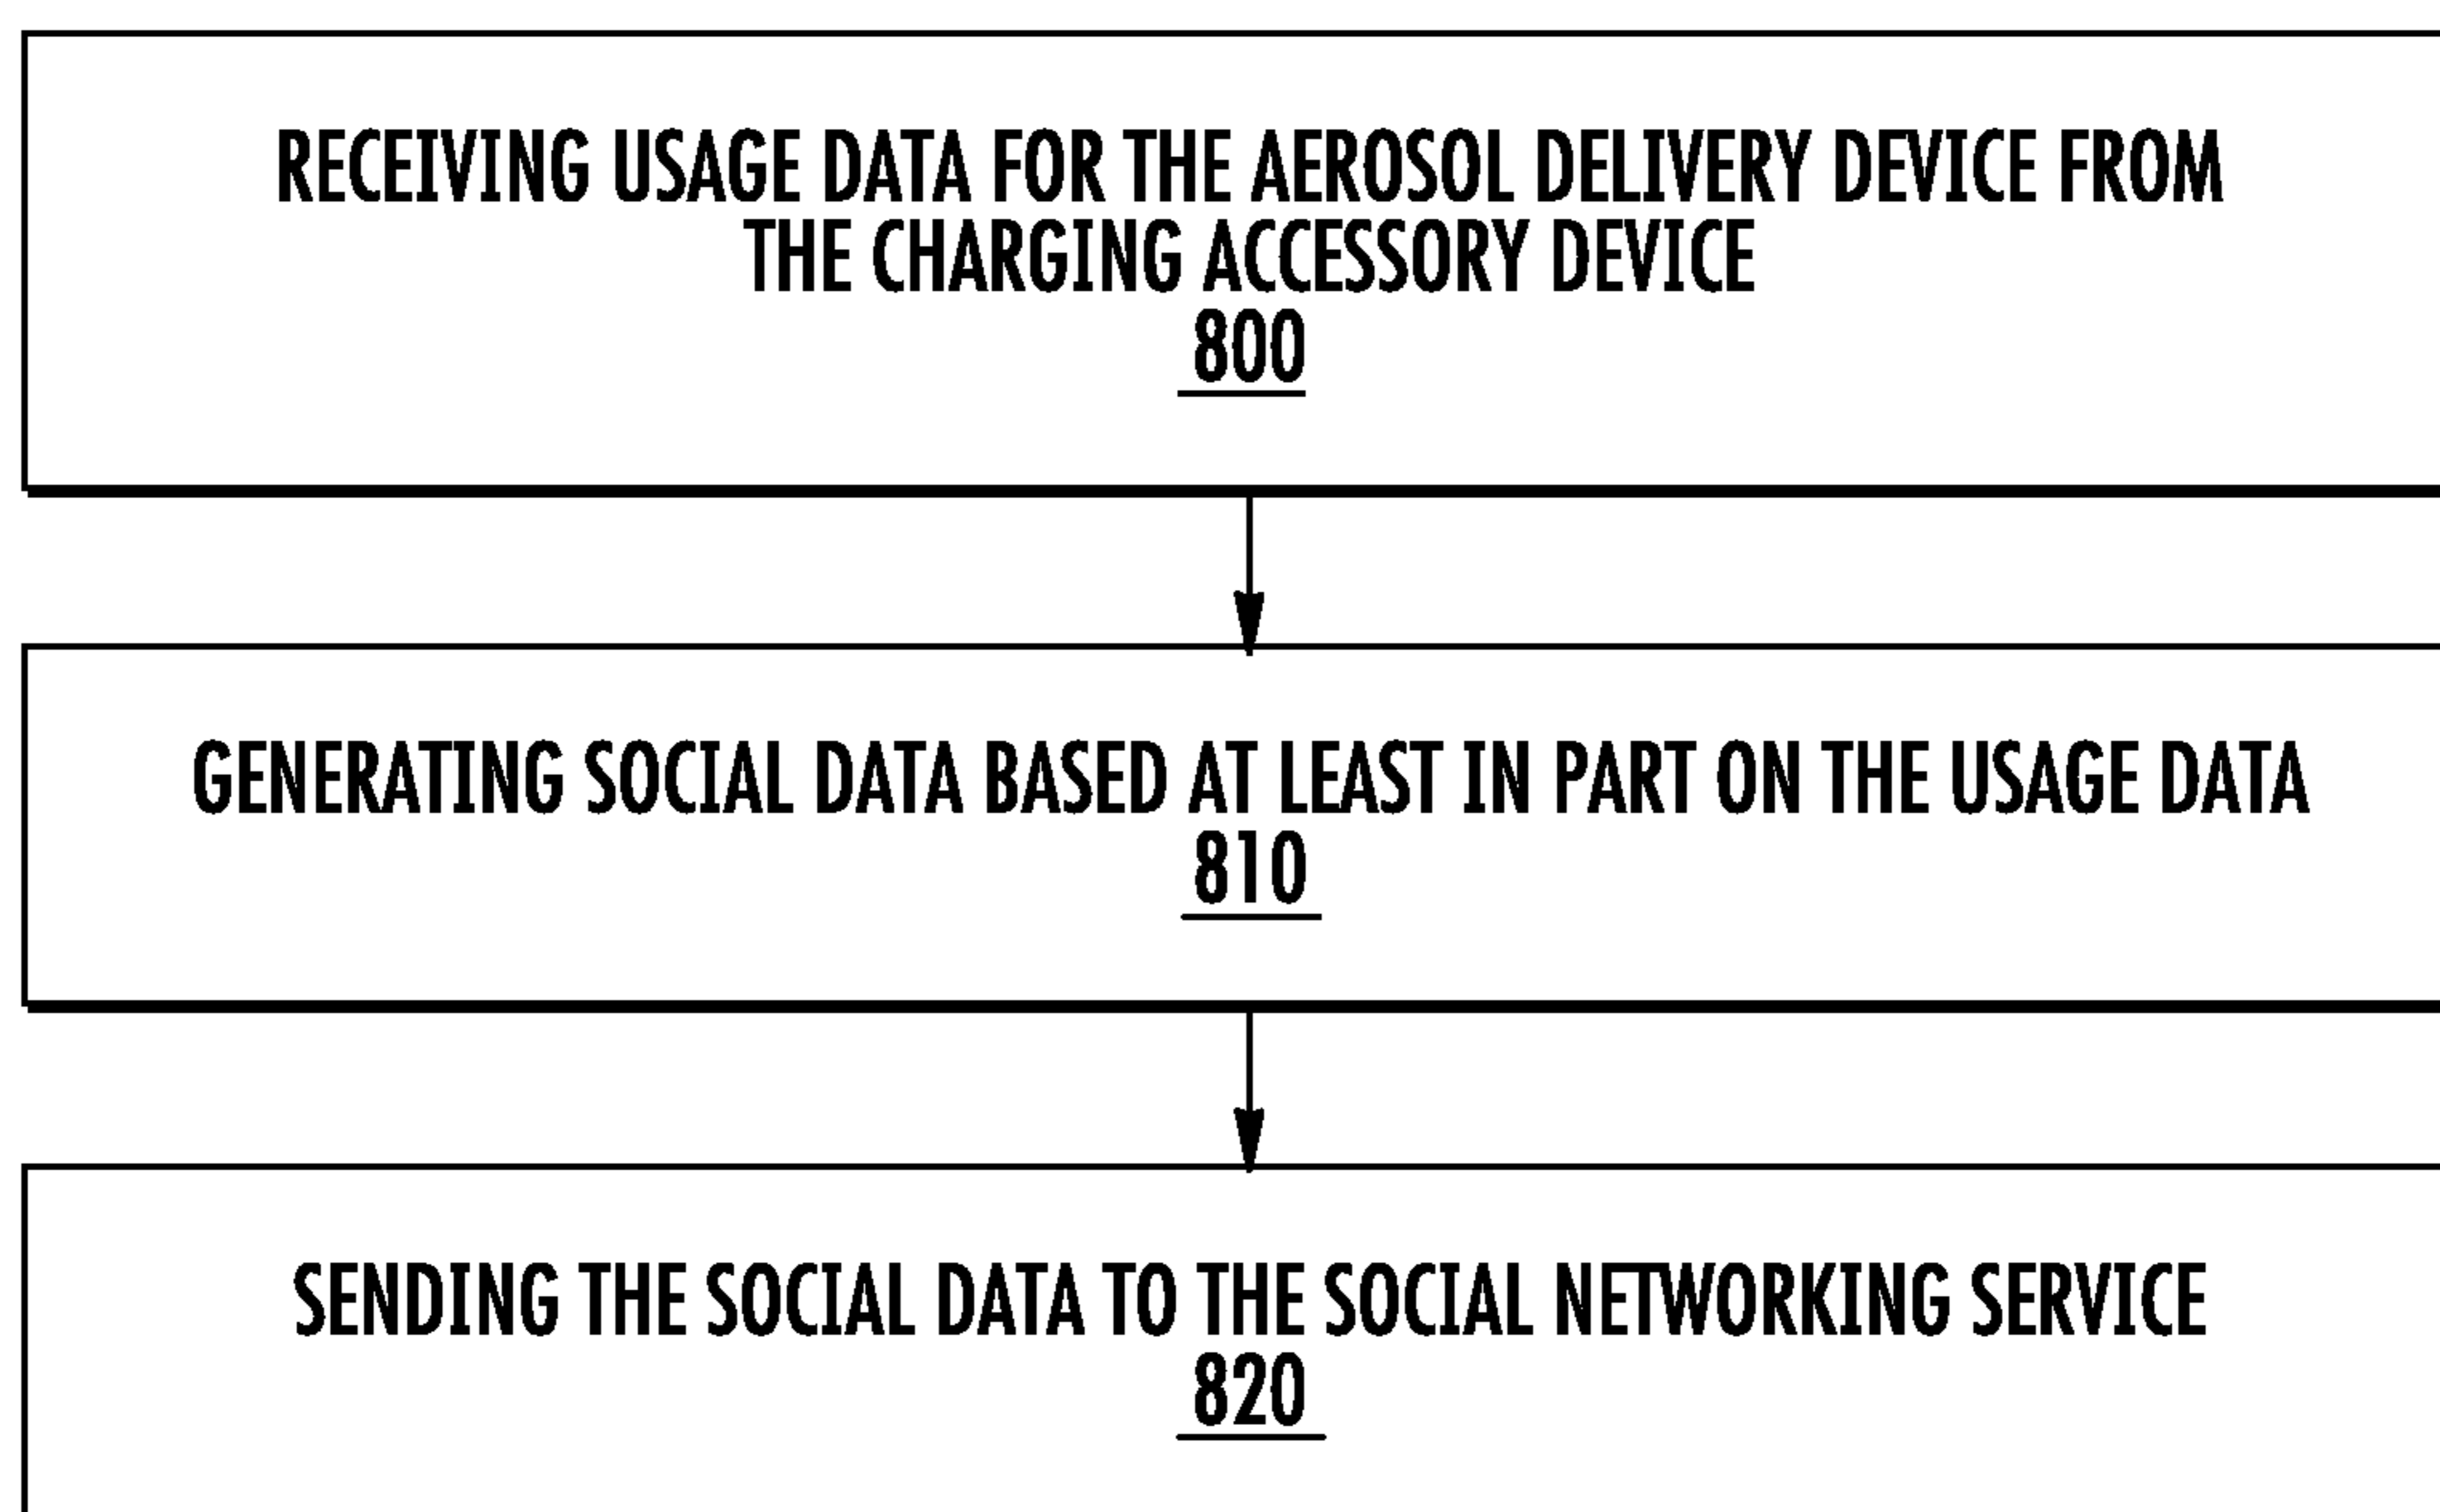 RECEIVING USAGE DATA FOR THE AEROSOL DELIVERY DEVICE FROM
THE CHARGING ACCESSORY DEVICE
800
GENERATING SOCIAL DATA BASED AT LEAST IN PART ON THE USAGE DATA
810
SENDING THE SOCIAL DATA TO THE SOCIAL NETWORKING SERVICE
820